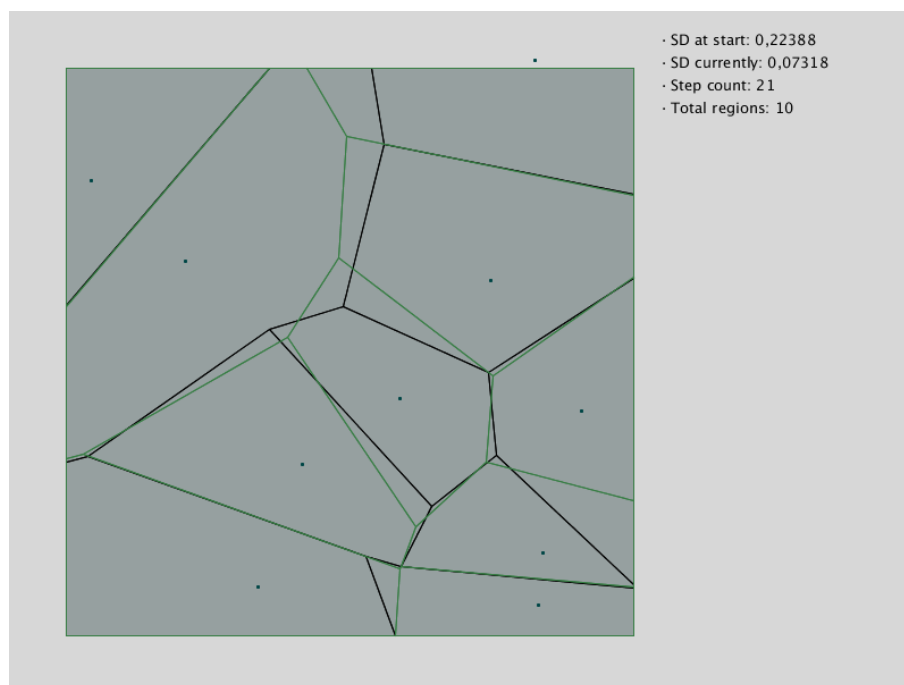 · SD at start: 0,22388
· SD currently: 0,07318
· Step count: 21
· Total regions: 10